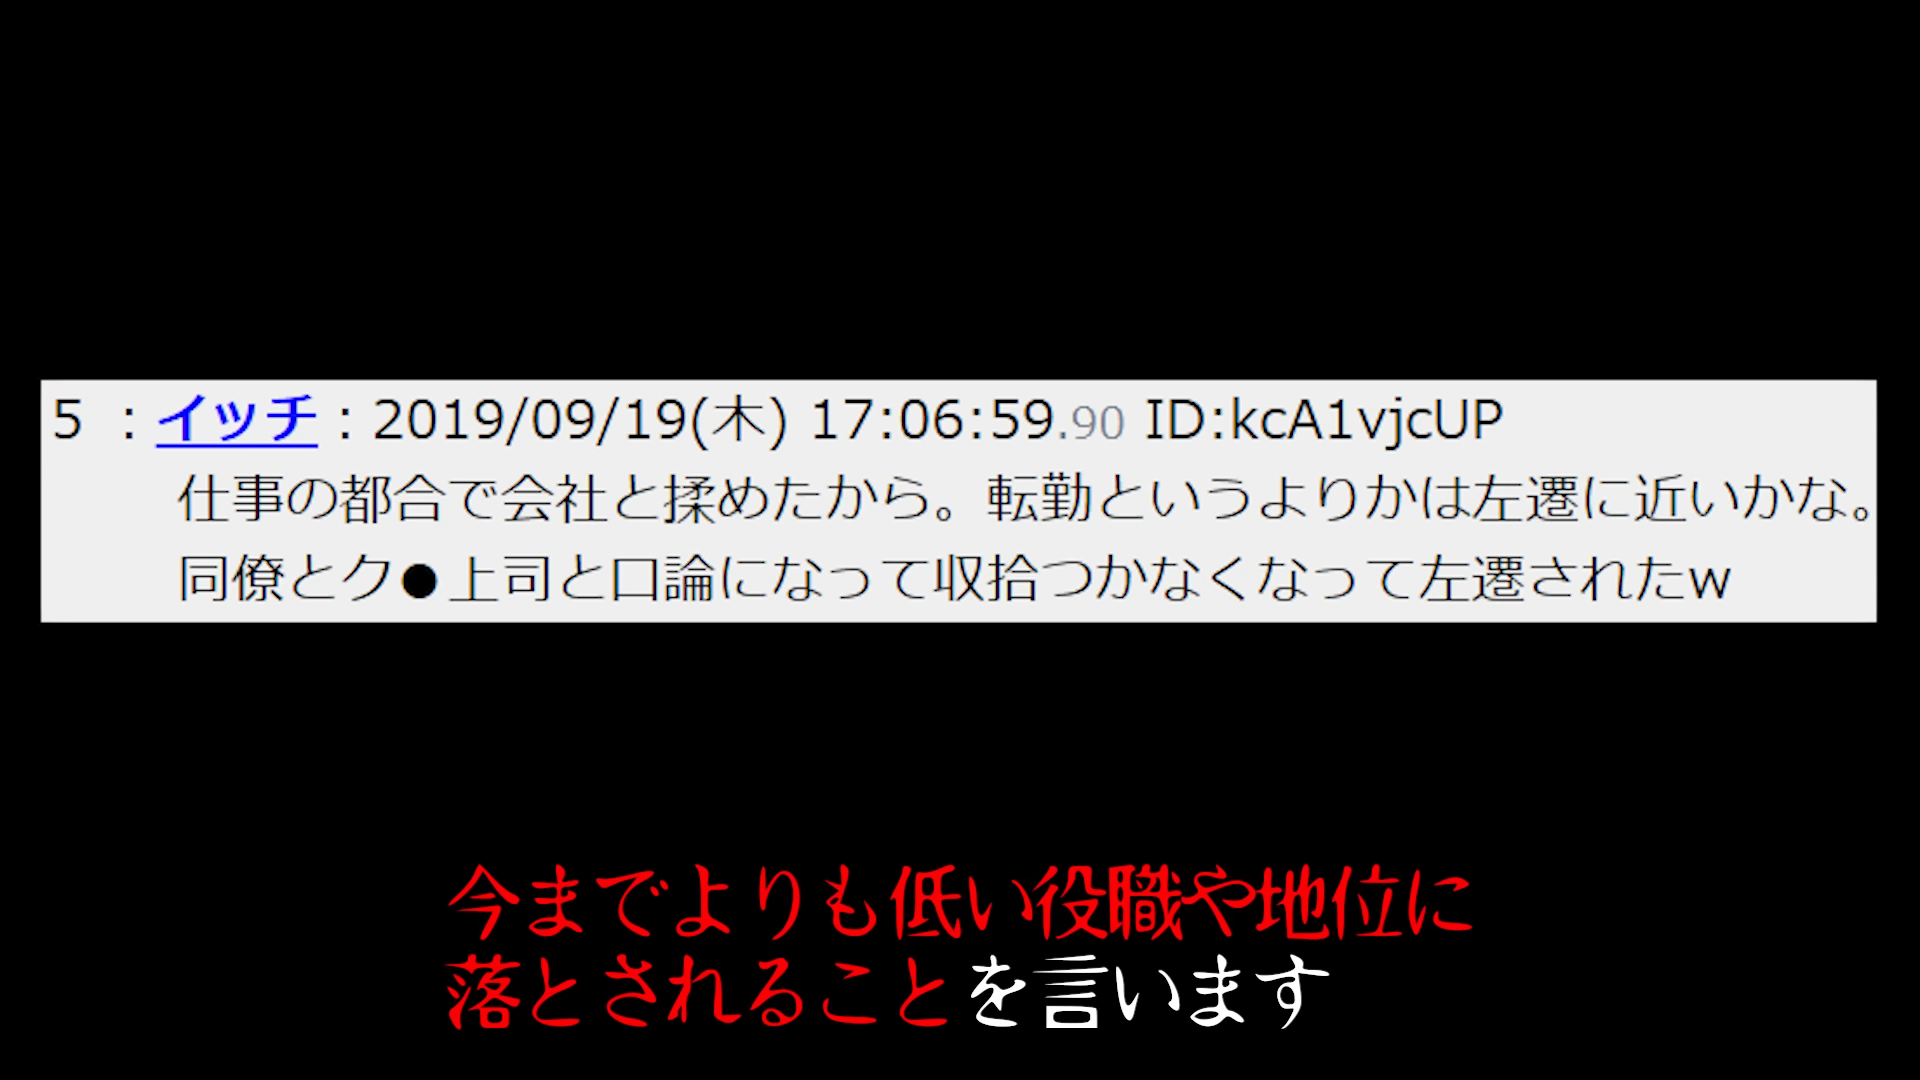 5 ：イッチ：2019/09/19(木) 17:06:59.90 ID:kcA1vjcUP
仕事の都合で会社と揉めたから。転勤というよりかは左遷に近いかな。
同僚とク●上司と口論になって収拾つかなくなって左遷されたw
今までよりも低い役職や地位に
落とされることを言います